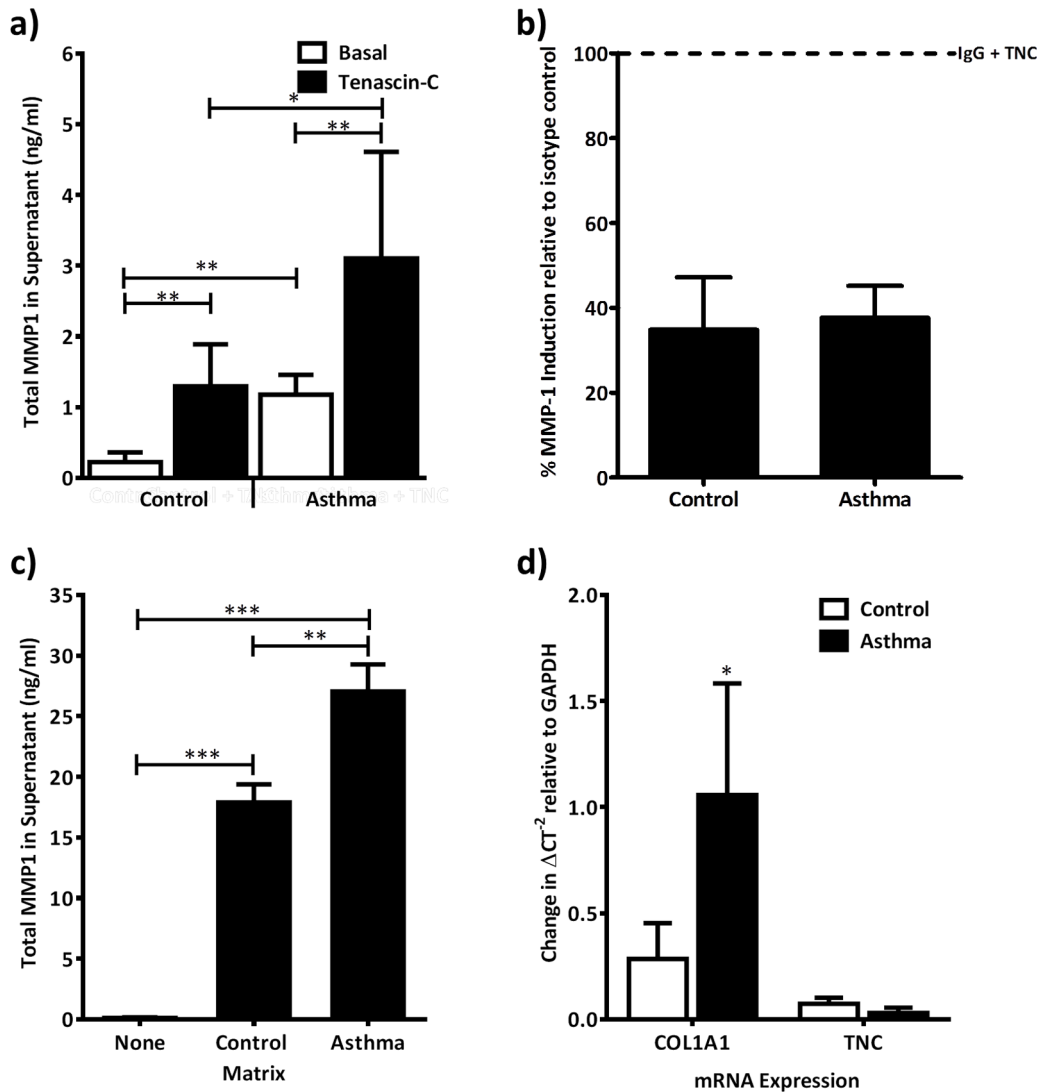 a)
Basal
Tenascin-C
Total MMP1 in Supernatant (ng/ml)
6
5
4
3
2
1
0
*
**
**
**
Control
Asthma
b)
% MMP-1 Induction relative to isotype control
100
80
60
40
20
0
IgG + TNC
Control
Asthma
c)
Total MMP1 in Supernatant (ng/ml)
35
30
25
20
15
10
5
0
***
**
***
None
Control
Asthma
Matrix
d)
Control
Asthma
Change in ΔCT⁻² relative to GAPDH
2.0
1.5
1.0
0.5
0.0
*
COL1A1
TNC
mRNA Expression